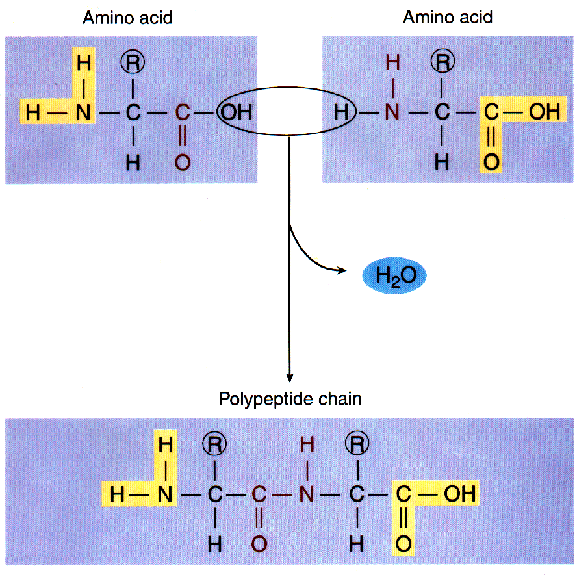 Amino acid Amino acid
H R H R
H — N — C — C — OH H — N — C — C — OH
H O H O
H₂O
Polypeptide chain
H R H R
H — N — C — C — N — C — C — OH
H O H O